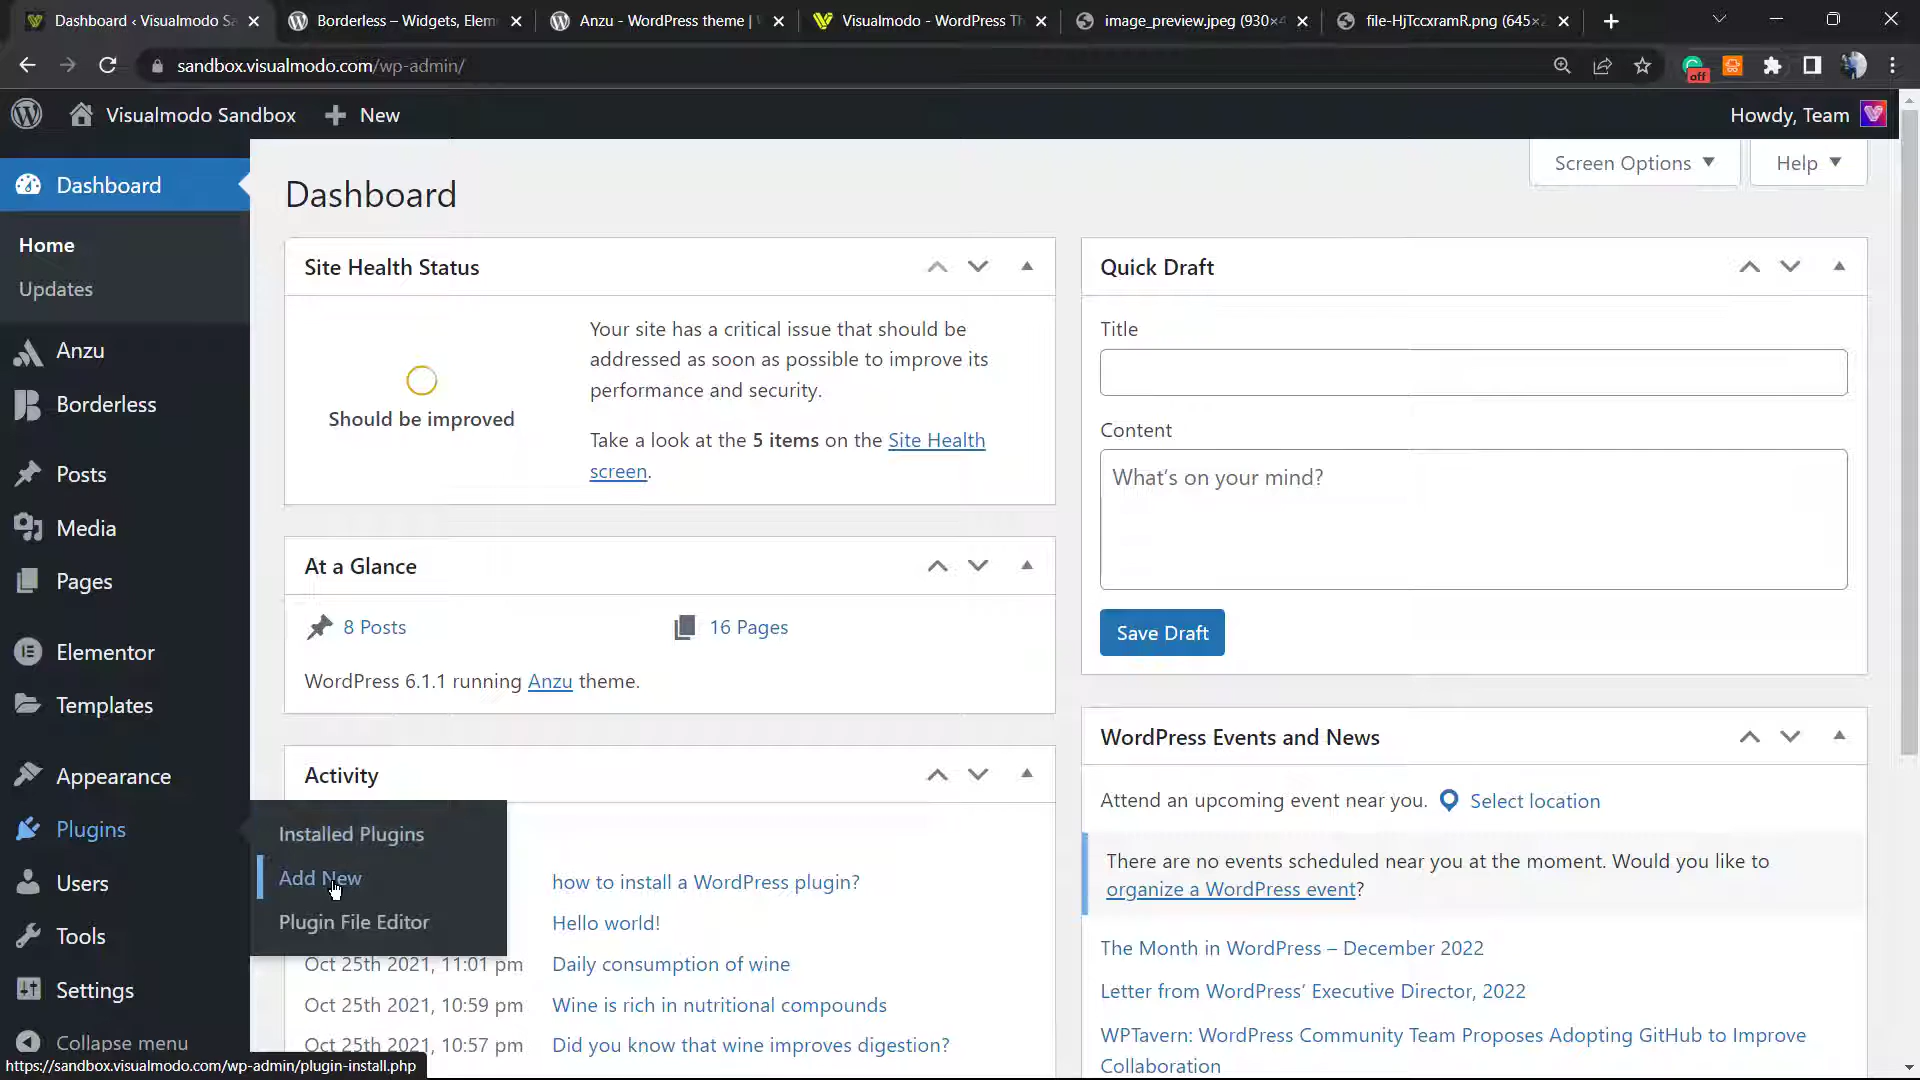 Dashboard ‹ Visualmodo Sa
Borderless – Widgets, Elem
Anzu - WordPress theme |
Visualmodo - WordPress Th
image_preview.jpeg (930×4
file-HjTccxramR.png (645×2
sandbox.visualmodo.com/wp-admin/
off
Visualmodo Sandbox
New
Howdy, Team
Screen Options
Help
Dashboard
Home
Updates
Anzu
Borderless
Posts
Media
Pages
Elementor
Templates
Appearance
Plugins
Users
Tools
Settings
Collapse menu
Installed Plugins
Add New
Plugin File Editor
Dashboard
Site Health Status
Should be improved
Your site has a critical issue that should be
addressed as soon as possible to improve its
performance and security.
Take a look at the 5 items on the Site Health
screen.
At a Glance
8 Posts
16 Pages
WordPress 6.1.1 running Anzu theme.
Activity
how to install a WordPress plugin?
Hello world!
Oct 25th 2021, 11:01 pm Daily consumption of wine
Oct 25th 2021, 10:59 pm Wine is rich in nutritional compounds
Oct 25th 2021, 10:57 pm Did you know that wine improves digestion?
Quick Draft
Title
Content
What's on your mind?
Save Draft
WordPress Events and News
Attend an upcoming event near you. Select location
There are no events scheduled near you at the moment. Would you like to
organize a WordPress event?
The Month in WordPress – December 2022
Letter from WordPress' Executive Director, 2022
WPTavern: WordPress Community Team Proposes Adopting GitHub to Improve
Collaboration
https://sandbox.visualmodo.com/wp-admin/plugin-install.php